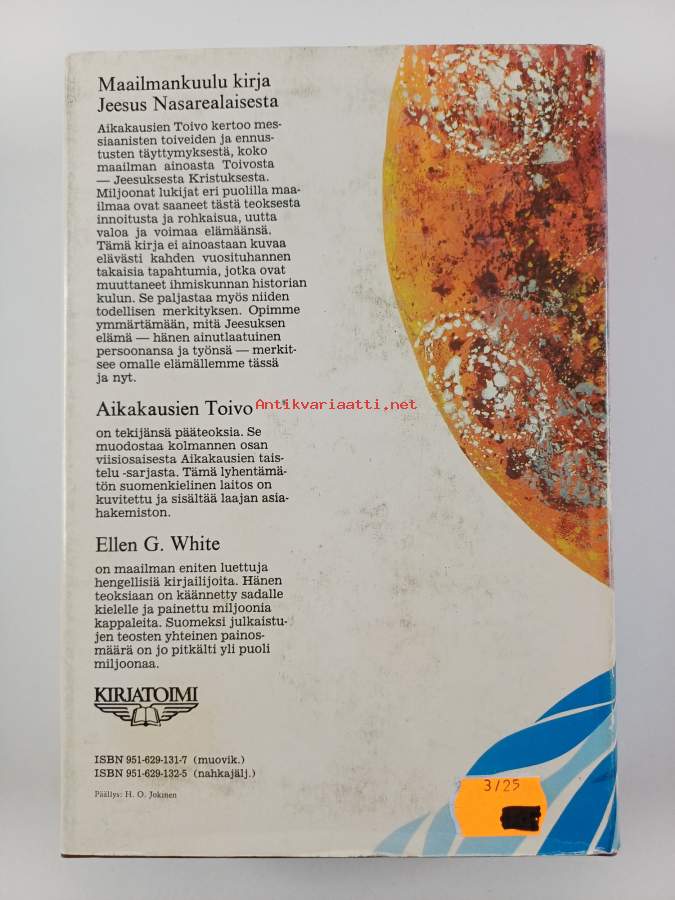 Maailmankuulu kirja
Jeesus Nasarealaisesta
Aikakausien Toivo kertoo mes-
siaanisten toiveiden ja ennus-
tusten täyttymyksestä, koko
maailman ainoasta Toivosta
— Jeesuksesta Kristuksesta.
Miljoonat lukijat eri puolilla maa-
ilmaa ovat saaneet tästä teoksesta
innoitusta ja rohkaisua, uutta
valoa ja voimaa elämäänsä.
Tämä kirja ei ainoastaan kuvaa
elävästi kahden vuosituhannen
takaisia tapahtumia, jotka ovat
muuttaneet ihmiskunnan historian
kulun. Se paljastaa myös niiden
todellisen merkityksen. Opimme
ymmärtämään, mitä Jeesuksen
elämä — hänen ainutlaatuinen
persoonansa ja työnsä — merkit-
see omalle elämällemme tässä
ja nyt.
Aikakausien Toivo
Antikvariaatti.net
on tekijänsä pääteoksia. Se
muodostaa kolmannen osan
viisiosaisesta Aikakausien tais-
telu -sarjasta. Tämä lyhentämä-
tön suomenkielinen laitos on
kuvitettu ja sisältää laajan asia-
hakemiston.
Ellen G. White
on maailman eniten luettuja
hengellisiä kirjailijoita. Hänen
teoksiaan on käännetty sadalle
kielelle ja painettu miljoonia
kappaleita. Suomeksi julkaistu-
jen teosten yhteinen painos-
määrä on jo pitkälti yli puoli
miljoonaa.
KIRJATOIMI
ISBN 951-629-131-7 (muovik.)
ISBN 951-629-132-5 (nahkajälj.)
Päällys: H. O. Jokinen
3/25